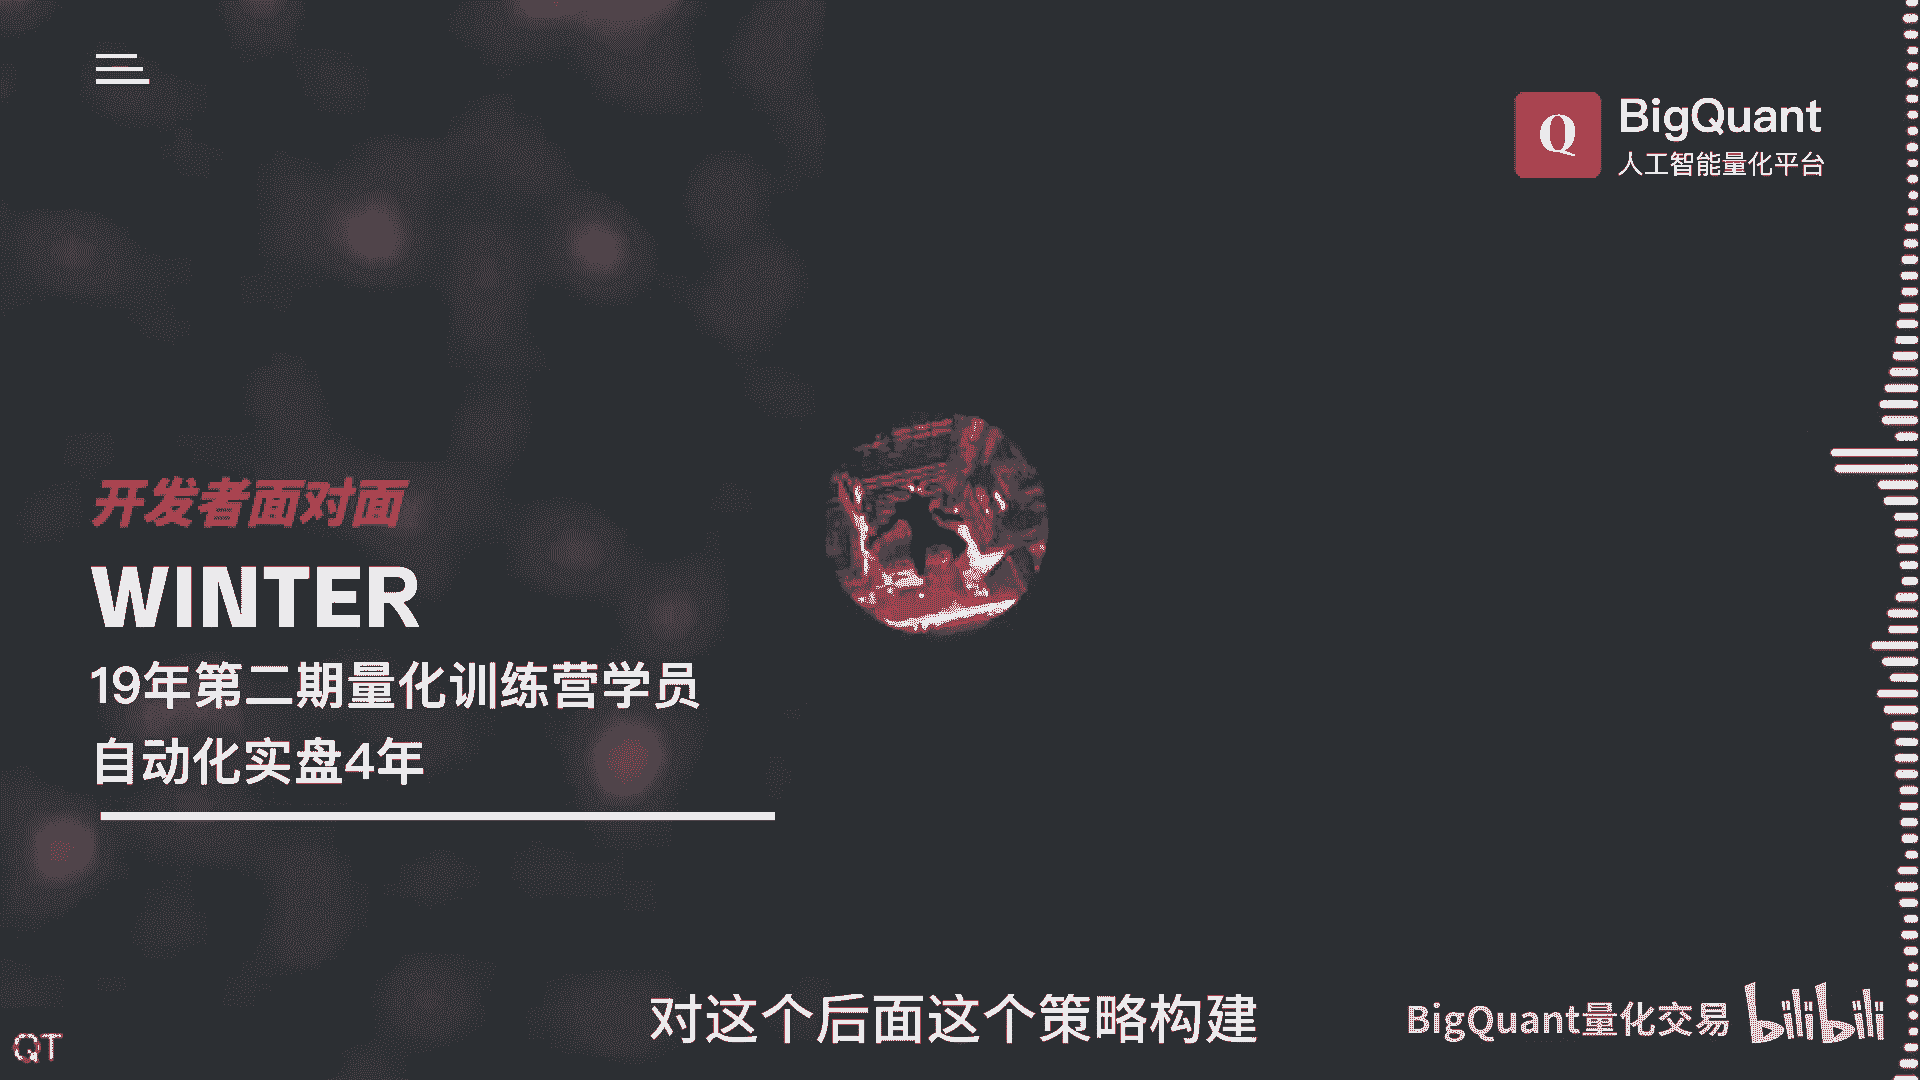 Q
BigQuant
人工智能量化平台
开发者面对面
WINTER
19年第二期量化训练营学员
自动化实盘4年
对这个后面这个策略构建
BigQuant量化交易 bilibili
QT